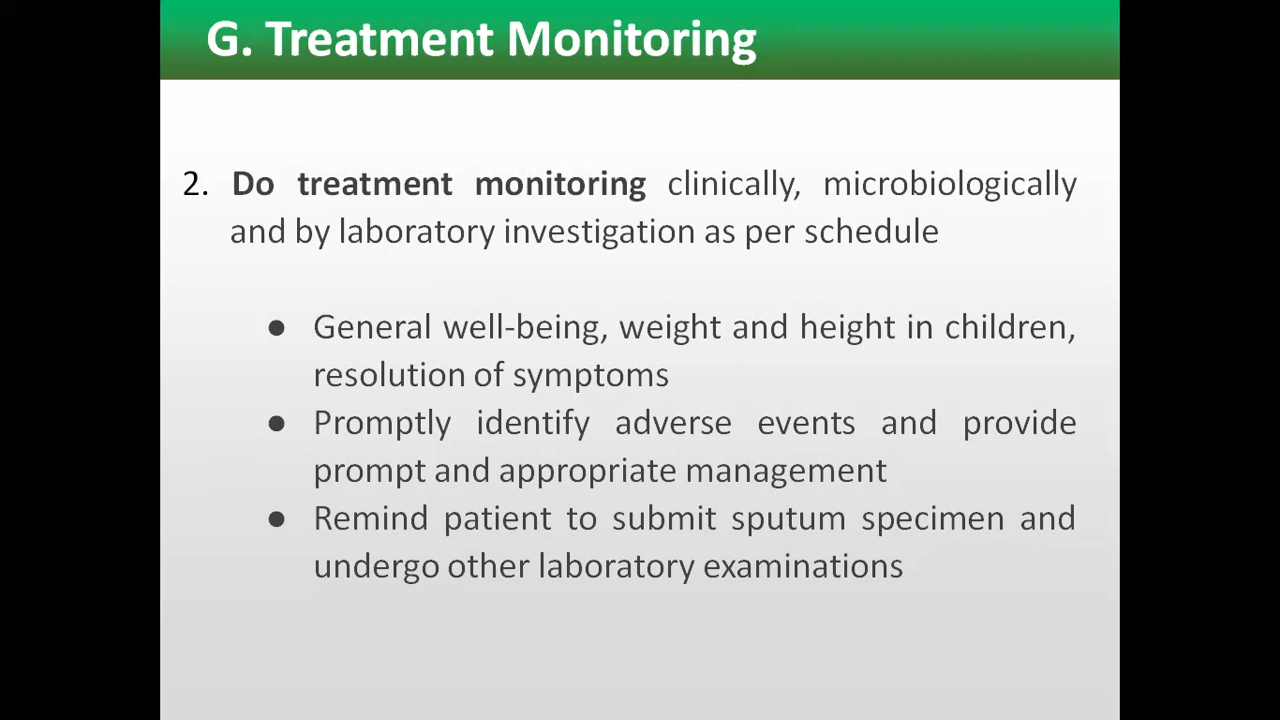 G. Treatment Monitoring
2. Do treatment monitoring clinically, microbiologically
and by laboratory investigation as per schedule
● General well-being, weight and height in children,
resolution of symptoms
● Promptly identify adverse events and provide
prompt and appropriate management
● Remind patient to submit sputum specimen and
undergo other laboratory examinations